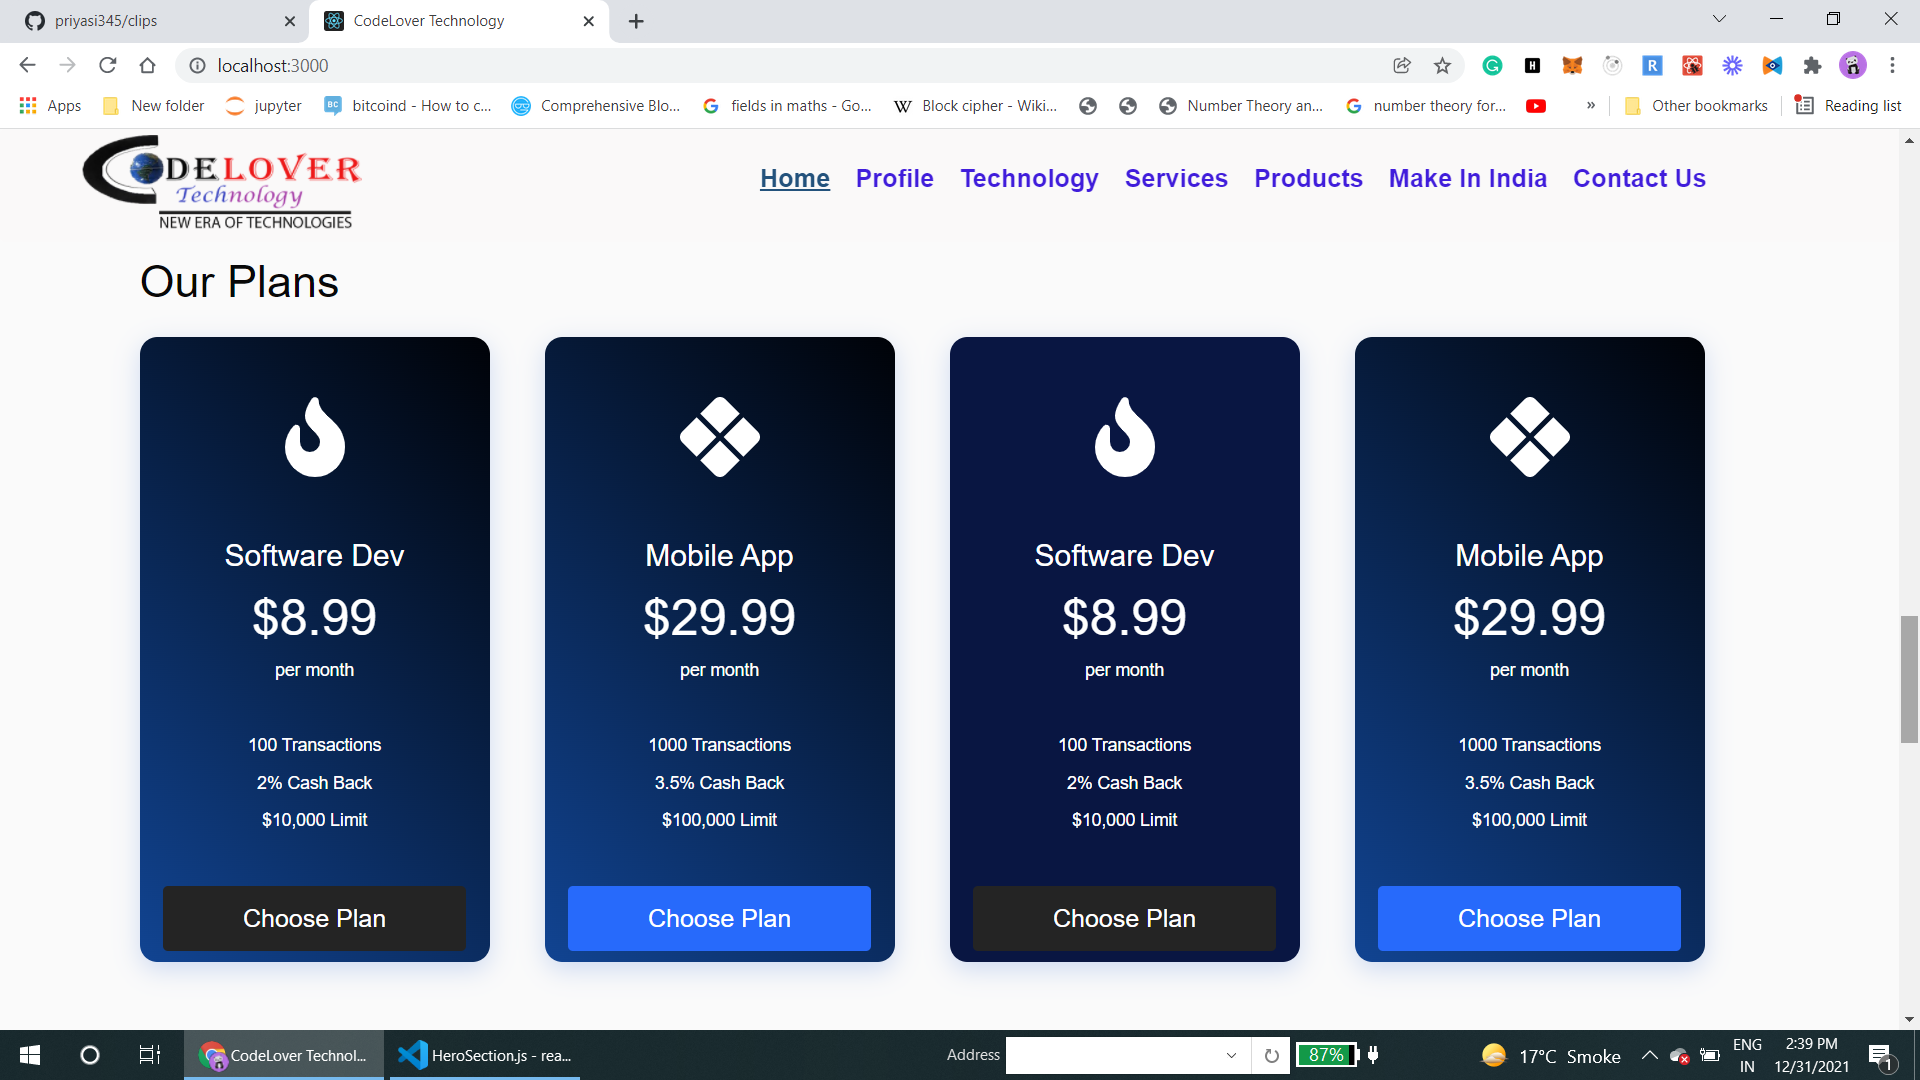 priyasi345/clips
CodeLover Technology
localhost:3000
Apps
New folder
jupyter
bitcoind - How to c...
Comprehensive Blo...
fields in maths - Go...
Block cipher - Wiki...
Number Theory an...
number theory for...
»
Other bookmarks
Reading list
CODELOVER
Technology
NEW ERA OF TECHNOLOGIES
Home
Profile
Technology
Services
Products
Make In India
Contact Us
Our Plans
Software Dev
$8.99
per month
100 Transactions
2% Cash Back
$10,000 Limit
Choose Plan
Mobile App
$29.99
per month
1000 Transactions
3.5% Cash Back
$100,000 Limit
Choose Plan
Software Dev
$8.99
per month
100 Transactions
2% Cash Back
$10,000 Limit
Choose Plan
Mobile App
$29.99
per month
1000 Transactions
3.5% Cash Back
$100,000 Limit
Choose Plan
CodeLover Technol...
HeroSection.js - rea...
Address
87%
17°C Smoke
ENG
IN
2:39 PM
12/31/2021
1